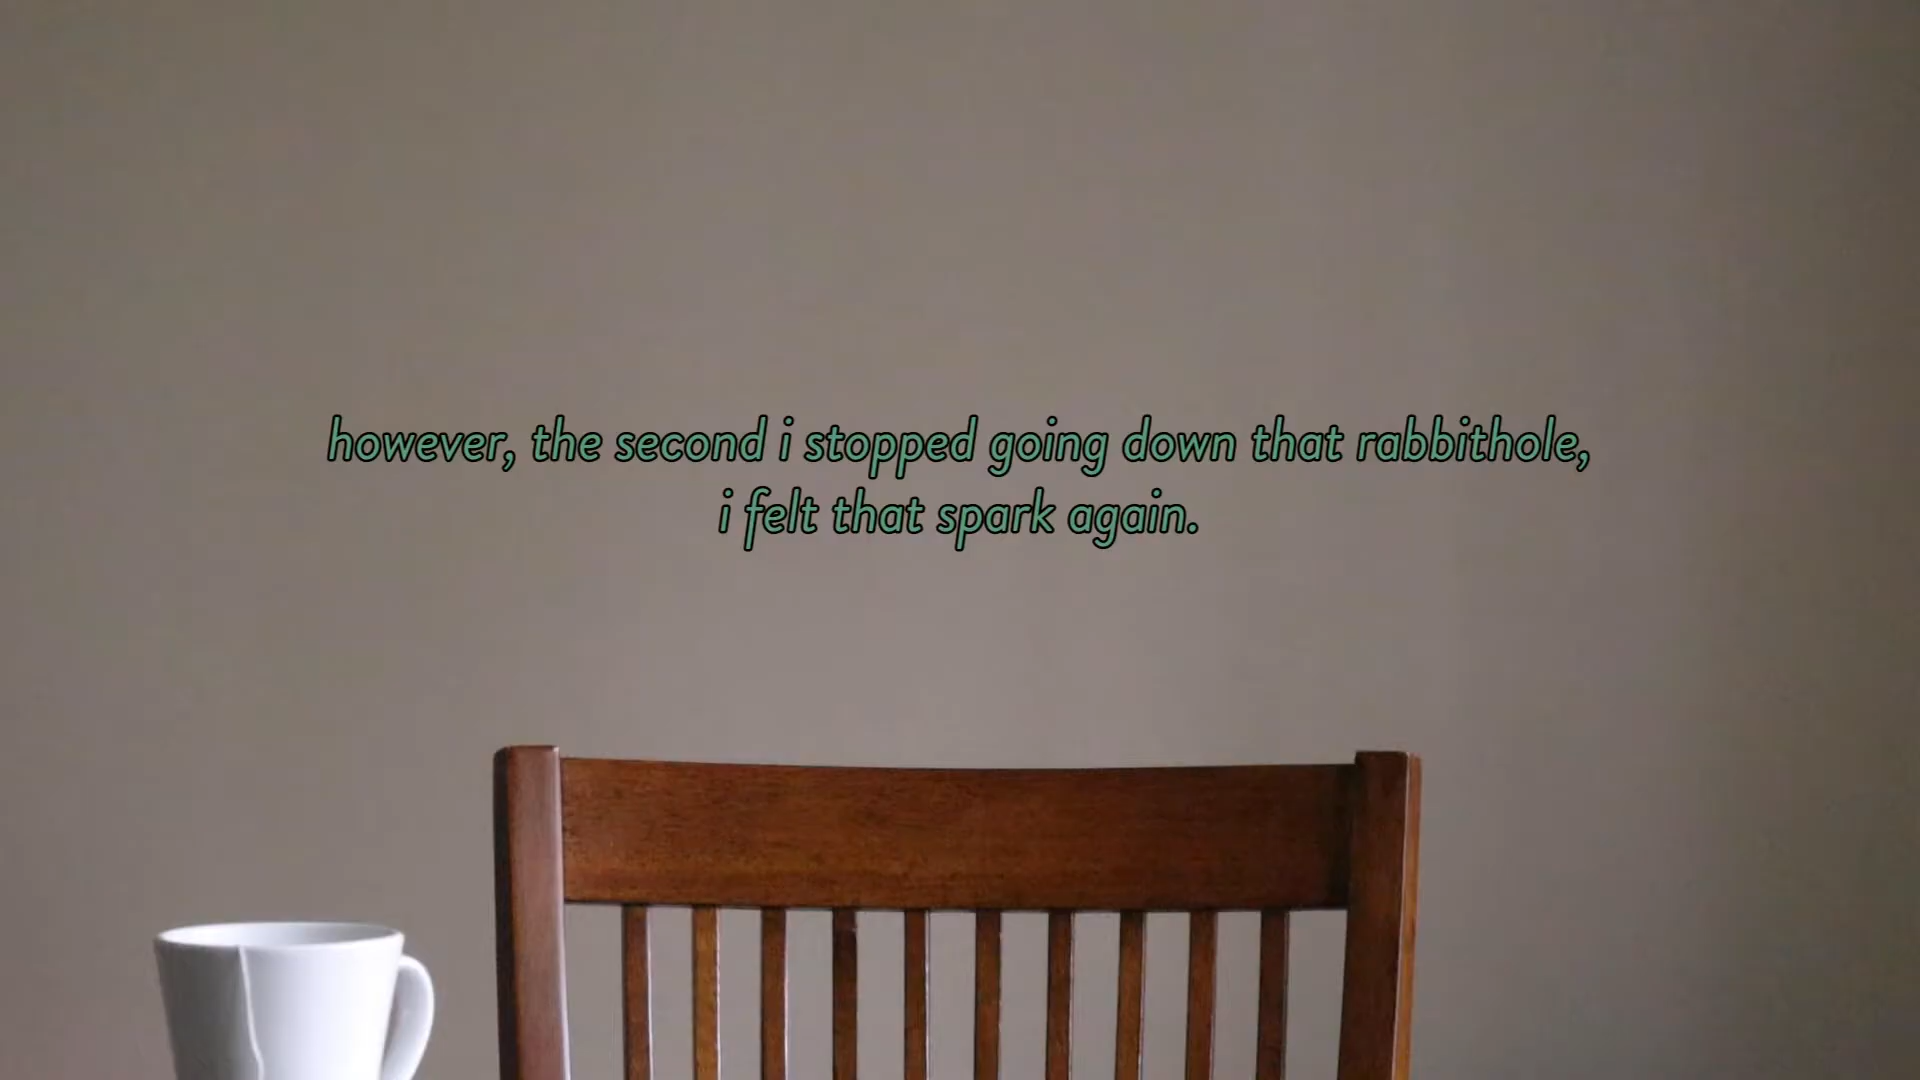 however, the second i stopped going down that rabbithole,
i felt that spark again.